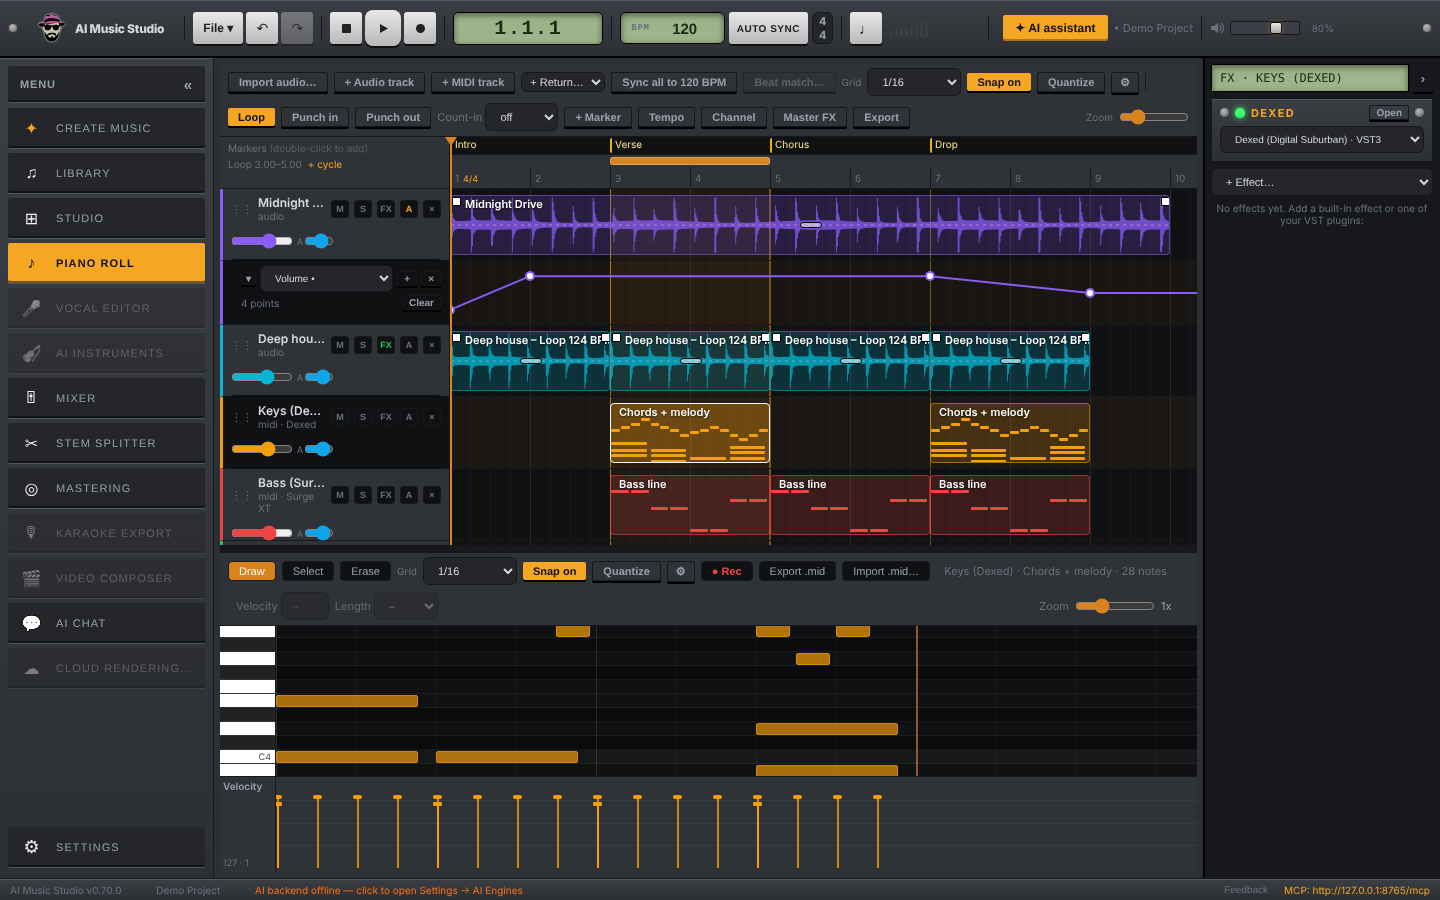 AI Music Studio
File ▾
1.1.1
BPM 120
AUTO SYNC
4
4
✦ AI assistant
• Demo Project
80%
MENU «
CREATE MUSIC
LIBRARY
STUDIO
PIANO ROLL
VOCAL EDITOR
AI INSTRUMENTS
MIXER
STEM SPLITTER
MASTERING
KARAOKE EXPORT
VIDEO COMPOSER
AI CHAT
CLOUD RENDERING...
SETTINGS
Import audio... + Audio track + MIDI track + Return... Sync all to 120 BPM Beat match... Grid 1/16 Snap on Quantize
Loop Punch in Punch out Count-in off + Marker Tempo Channel Master FX Export Zoom
Markers (double-click to add)
Loop 3.00–5.00 + cycle
Intro Verse Chorus Drop
1 4/4 2 3 4 5 6 7 8 9 10
Midnight ... M S FX A ×
audio
A
Midnight Drive
▾ Volume • + ×
4 points Clear
Deep hou... M S FX A ×
audio
A
Deep house – Loop 124 BP Deep house – Loop 124 BP Deep house – Loop 124 BP Deep house – Loop 124 BP
Keys (De... M S FX A ×
midi · Dexed
A
Chords + melody Chords + melody
Bass (Sur... M S FX A ×
midi · Surge
XT
A
Bass line Bass line Bass line
Draw Select Erase Grid 1/16 Snap on Quantize ● Rec Export .mid Import .mid... Keys (Dexed) · Chords + melody · 28 notes
Velocity – Length – Zoom 1x
C4
Velocity
127 · 1
FX · KEYS (DEXED) ›
DEXED Open
Dexed (Digital Suburban) · VST3
+ Effect...
No effects yet. Add a built-in effect or one of
your VST plugins:
AI Music Studio v0.70.0 Demo Project AI backend offline — click to open Settings → AI Engines Feedback MCP: http://127.0.0.1:8765/mcp